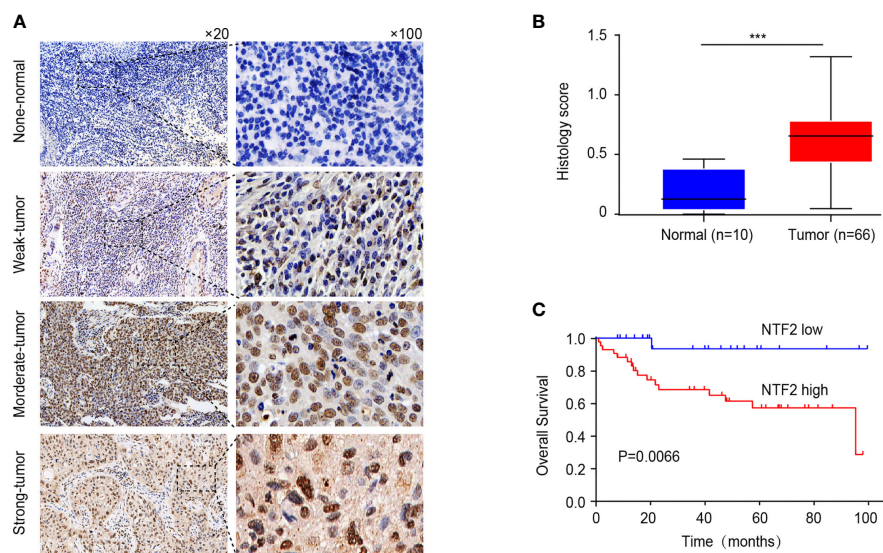 A
×20
×100
None-normal
Weak-tumor
Morderate-tumor
Strong-tumor
B
Histology score
1.5
1.0
0.5
0
***
Normal (n=10)
Tumor (n=66)
C
Overall Survival
1.0
0.8
0.6
0.4
0.2
0.0
NTF2 low
NTF2 high
P=0.0066
0
20
40
60
80
100
Time（months）